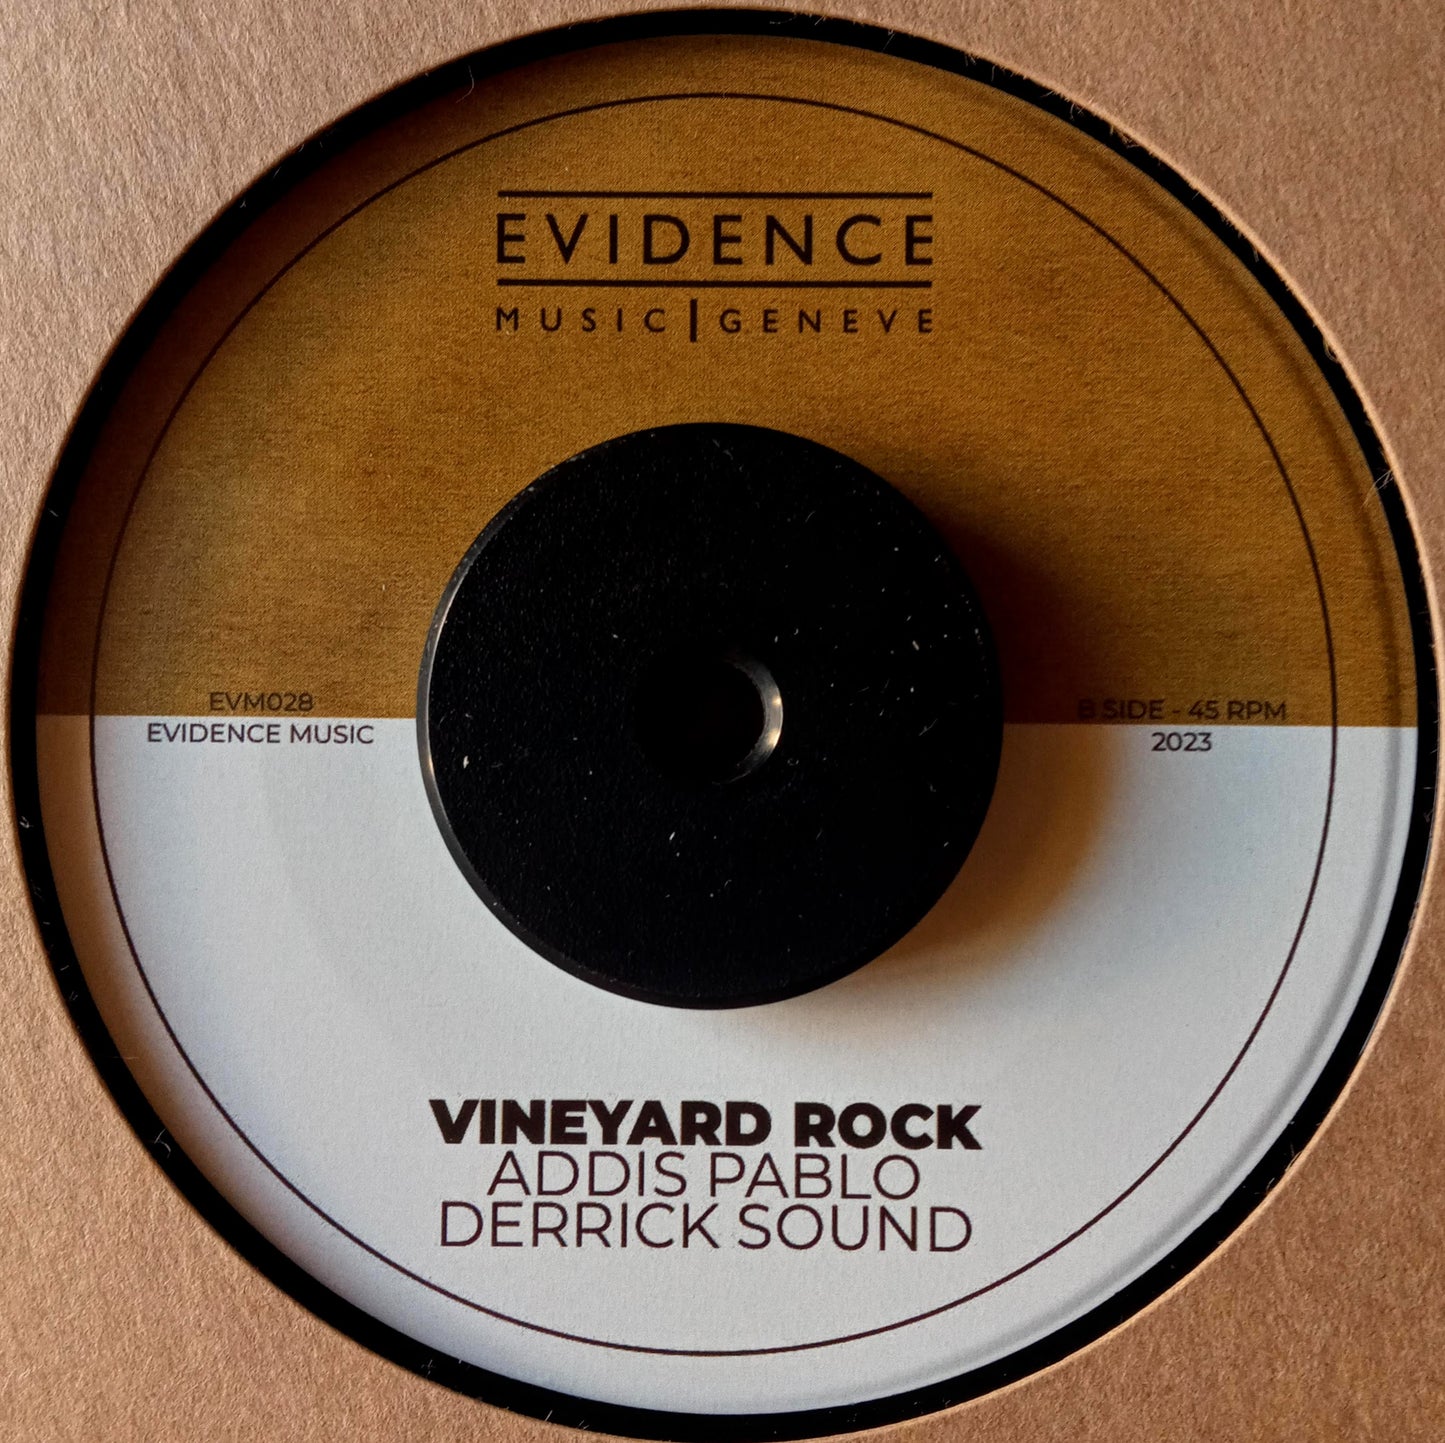 EVIDENCE
MUSIC | GENEVE
EVM028
EVIDENCE MUSIC
B SIDE - 45 RPM
2023
VINEYARD ROCK
ADDIS PABLO
DERRICK SOUND